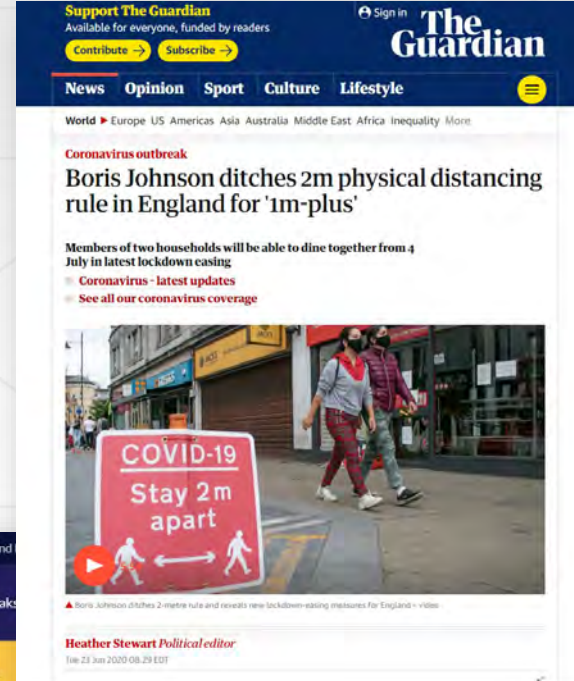 Support The Guardian
Available for everyone, funded by readers
Contribute →
Subscribe →
Sign in
The
Guardian
News Opinion Sport Culture Lifestyle
World ▶ Europe US Americas Asia Australia Middle East Africa Inequality More
Coronavirus outbreak
Boris Johnson ditches 2m physical distancing
rule in England for '1m-plus'
Members of two households will be able to dine together from 4
July in latest lockdown easing
Coronavirus - latest updates
See all our coronavirus coverage
COVID-19
Stay 2m
apart
▲ Boris Johnson ditches 2-metre rule and reveals new lockdown-easing measures for England – video
Heather Stewart Political editor
Tue 23 Jun 2020 08.29 EDT